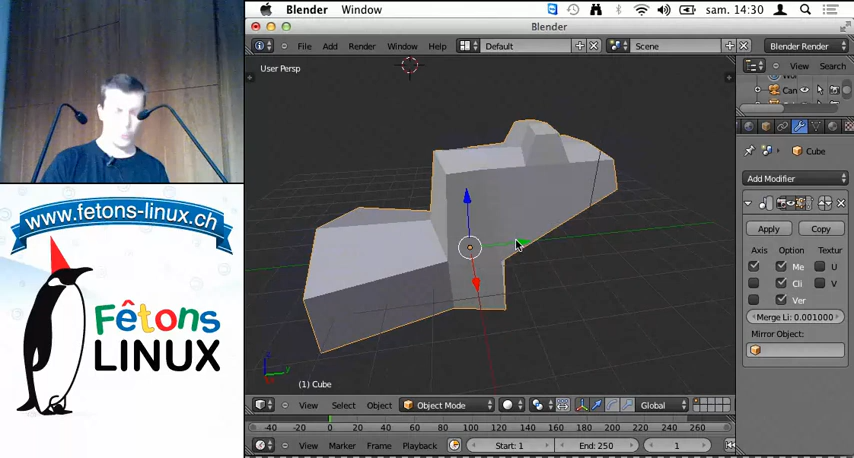 Blender Window sam. 14:30
Blender
File Add Render Window Help Default Scene Blender Render
User Persp
View Search
Wo
Can
Cube
Add Modifier
Apply Copy
Axis Option Textur
Me U
Cli V
Ver
Merge Li: 0.001000
Mirror Object:
www.fetons-linux.ch
Fêtons
LINUX
(1) Cube
View Select Object Object Mode Global
-40 -20 0 20 40 60 80 100 120 140 160 180 200 220 240 260
View Marker Frame Playback Start: 1 End: 250 1